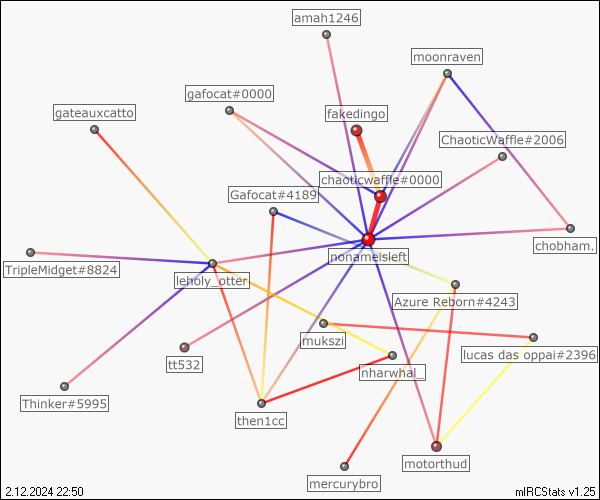 amah1246
moonraven
gafocat#0000
gateauxcatto
fakedingo
ChaoticWaffle#2006
chaoticwaffle#0000
Gafocat#4189
chobham.
nonameisleft
TripleMidget#8824
leholy_otter
Azure Reborn#4243
mukszi
lucas das oppai#2396
tt532
nharwhal_
Thinker#5995
then1cc
motorthud
mercurybro
2.12.2024 22:50
mIRCStats v1.25